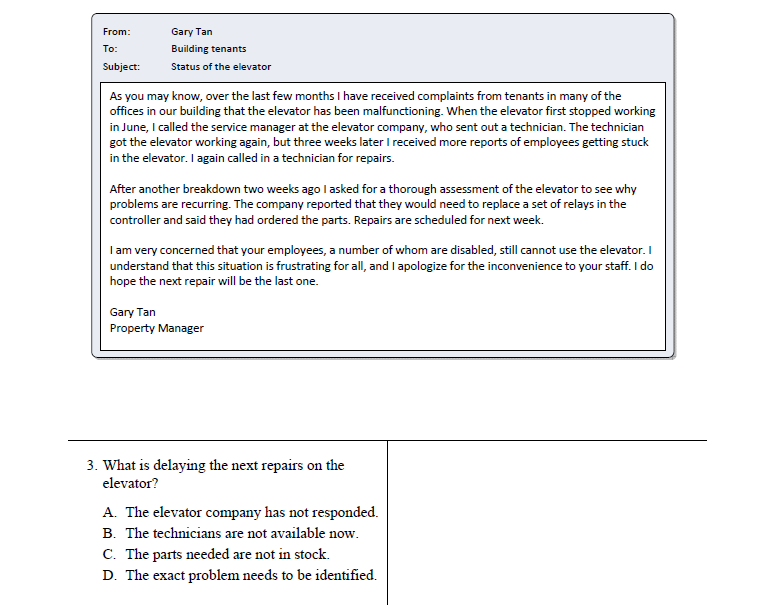 From: Gary Tan
To: Building tenants
Subject: Status of the elevator
As you may know, over the last few months I have received complaints from tenants in many of the
offices in our building that the elevator has been malfunctioning. When the elevator first stopped working
in June, I called the service manager at the elevator company, who sent out a technician. The technician
got the elevator working again, but three weeks later I received more reports of employees getting stuck
in the elevator. I again called in a technician for repairs.
After another breakdown two weeks ago I asked for a thorough assessment of the elevator to see why
problems are recurring. The company reported that they would need to replace a set of relays in the
controller and said they had ordered the parts. Repairs are scheduled for next week.
I am very concerned that your employees, a number of whom are disabled, still cannot use the elevator. I
understand that this situation is frustrating for all, and I apologize for the inconvenience to your staff. I do
hope the next repair will be the last one.
Gary Tan
Property Manager
3. What is delaying the next repairs on the
elevator?
A. The elevator company has not responded.
B. The technicians are not available now.
C. The parts needed are not in stock.
D. The exact problem needs to be identified.